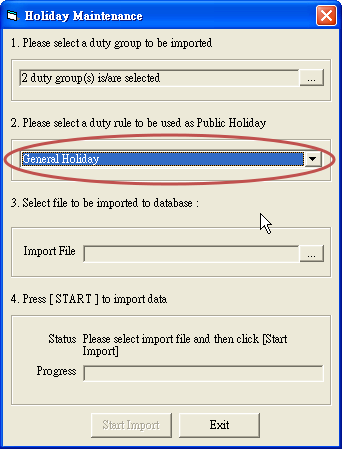 Holiday Maintenance
1. Please select a duty group to be imported
2 duty group(s) is/are selected
...
2. Please select a duty rule to be used as Public Holiday
General Holiday
3. Select file to be imported to database :
Import File
...
4. Press [ START ] to import data
Status Please select import file and then click [Start
Import]
Progress
Start Import Exit